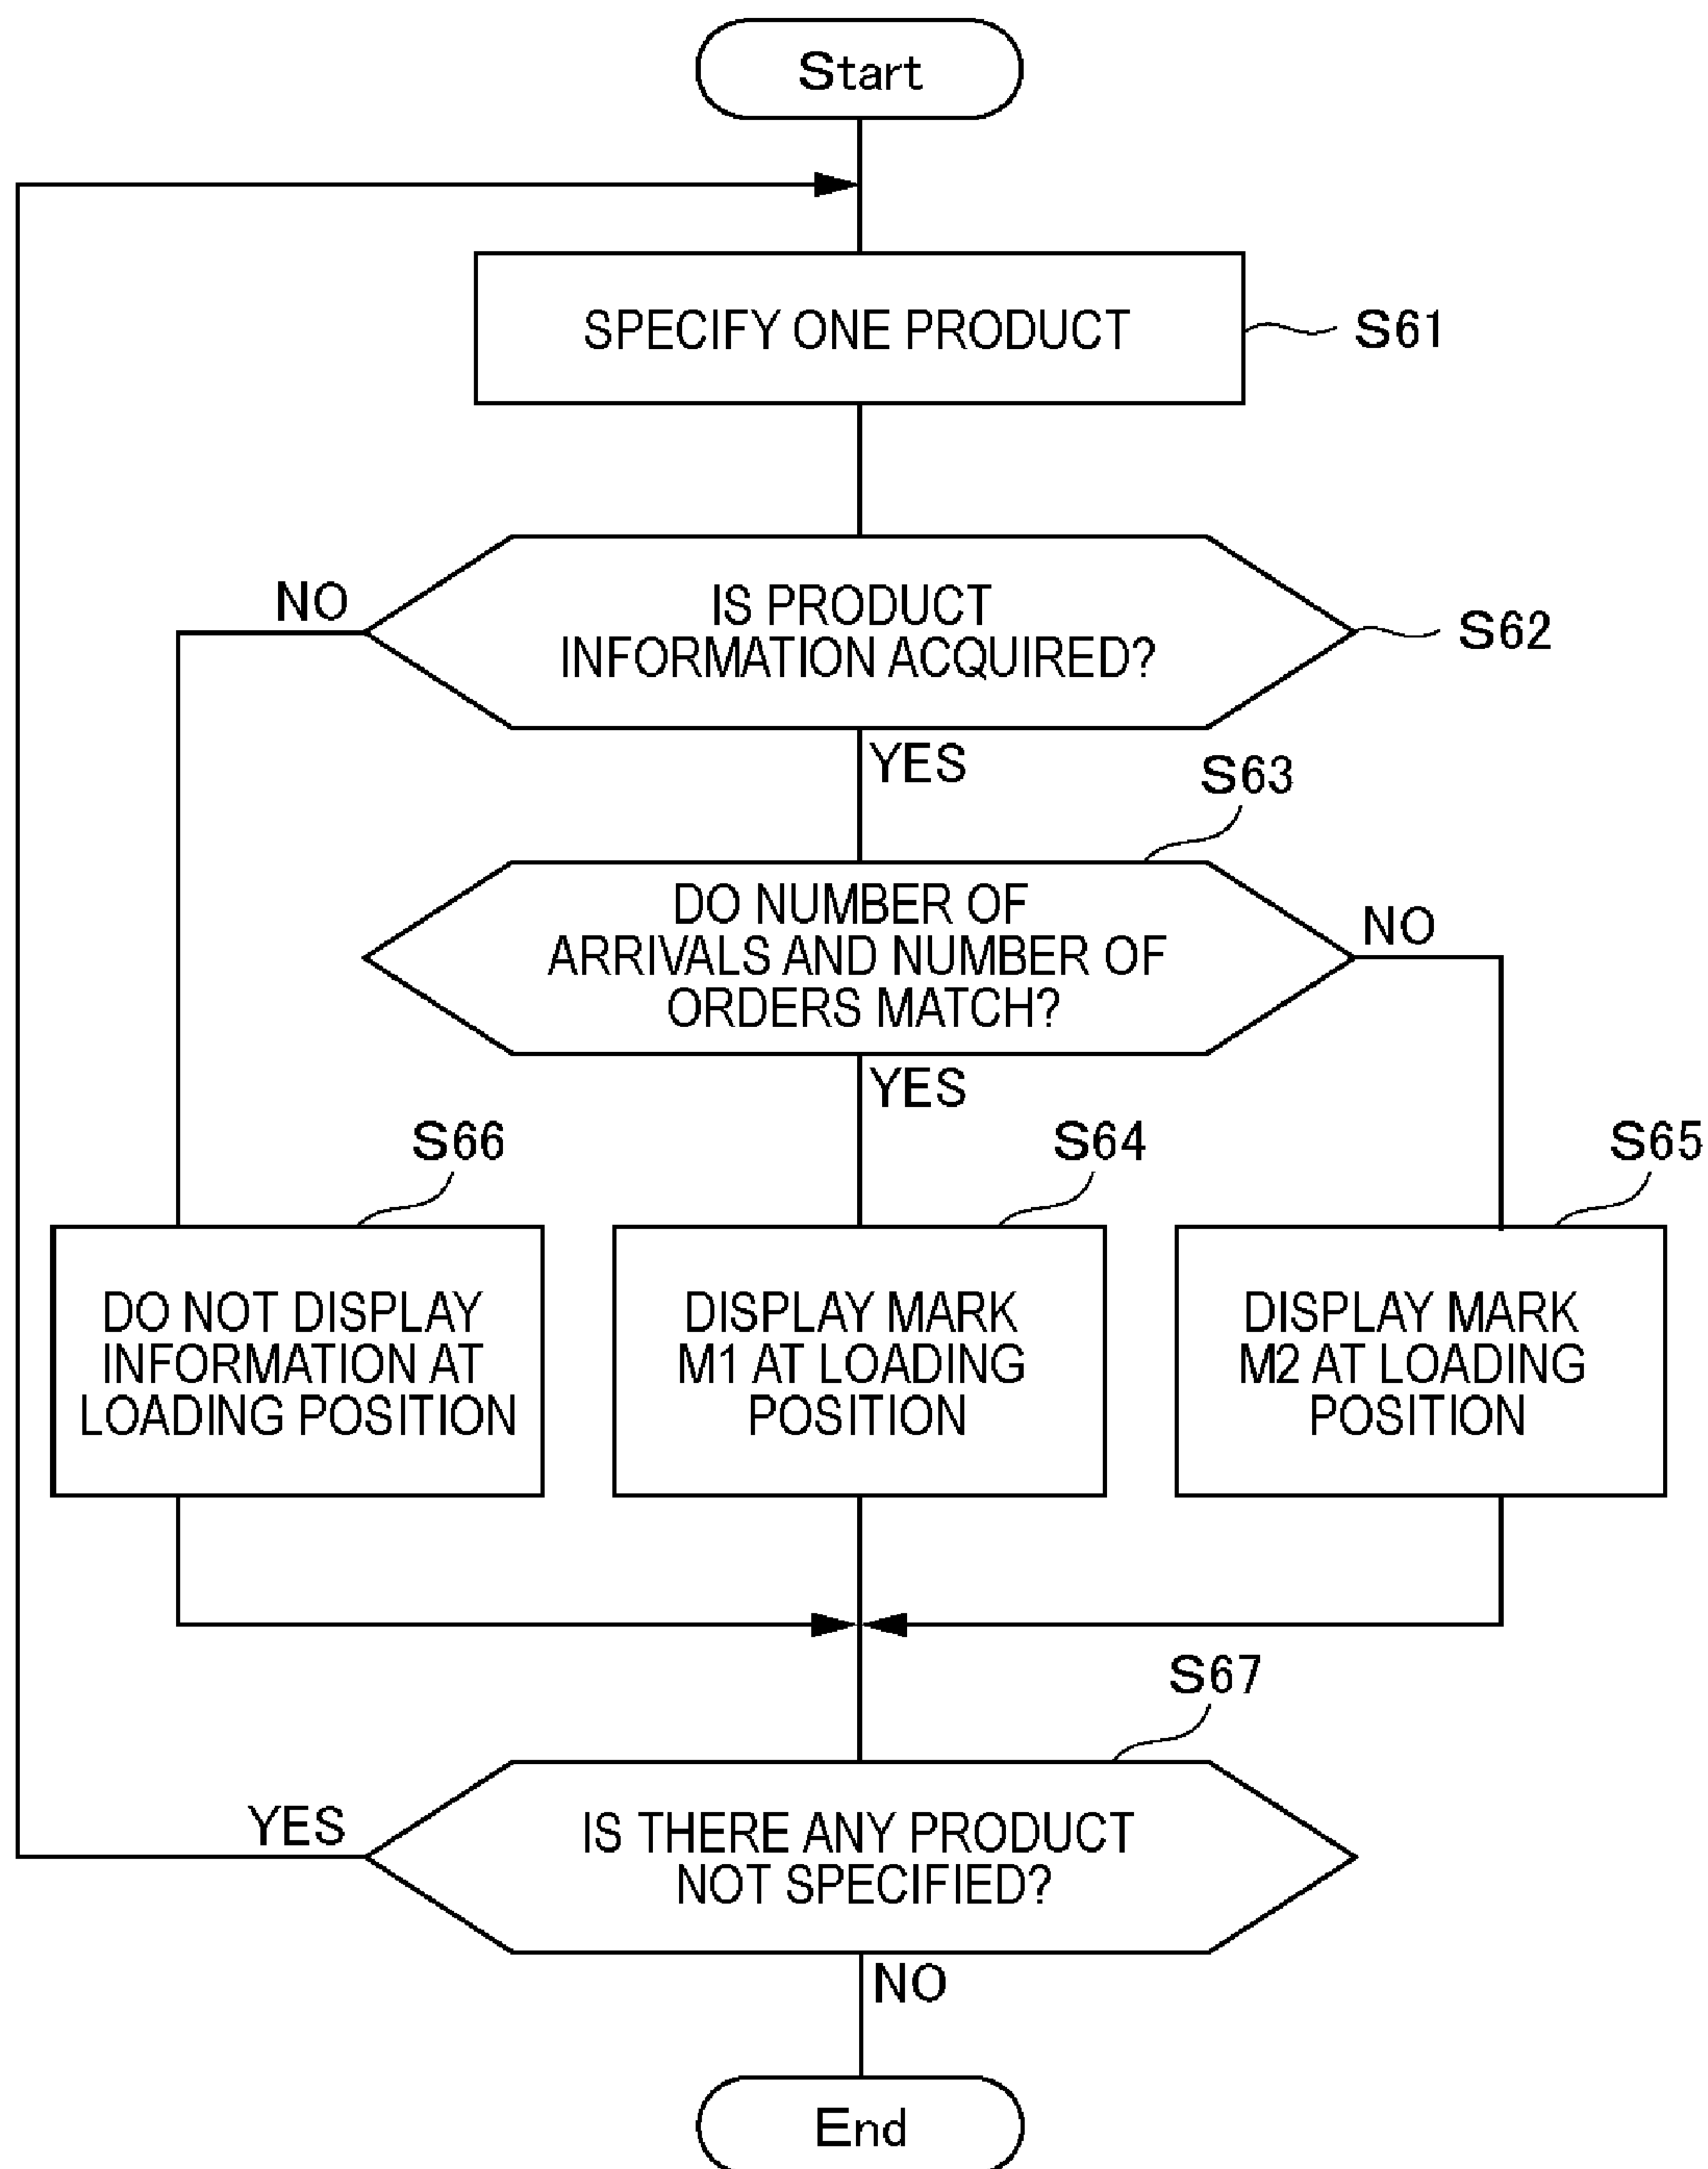 Start
SPECIFY ONE PRODUCT
S61
NO
IS PRODUCT
INFORMATION ACQUIRED?
S62
YES
S63
DO NUMBER OF
ARRIVALS AND NUMBER OF
ORDERS MATCH?
NO
YES
S66
S64
S65
DO NOT DISPLAY
INFORMATION AT
LOADING POSITION
DISPLAY MARK
M1 AT LOADING
POSITION
DISPLAY MARK
M2 AT LOADING
POSITION
S67
YES
IS THERE ANY PRODUCT
NOT SPECIFIED?
NO
End